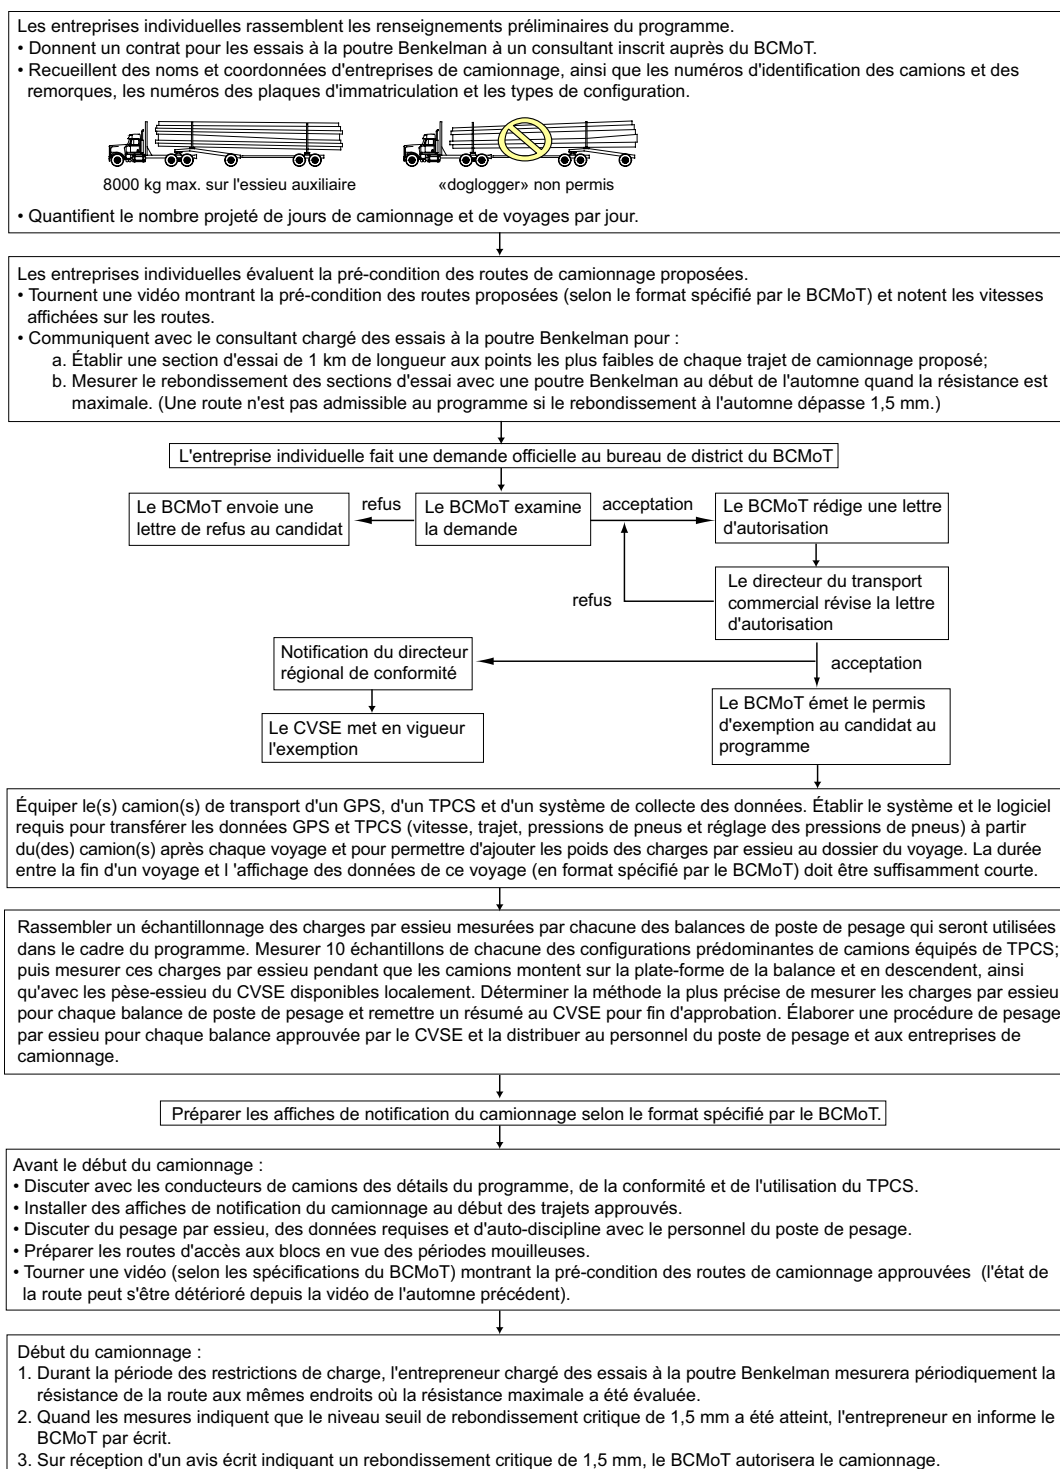 Les entreprises individuelles rassemblent les renseignements préliminaires du programme.
• Donnent un contrat pour les essais à la poutre Benkelman à un consultant inscrit auprès du BCMoT.
• Recueillent des noms et coordonnées d'entreprises de camionnage, ainsi que les numéros d'identification des camions et des
remorques, les numéros des plaques d'immatriculation et les types de configuration.
8000 kg max. sur l'essieu auxiliaire
«doglogger» non permis
• Quantifient le nombre projeté de jours de camionnage et de voyages par jour.
Les entreprises individuelles évaluent la pré-condition des routes de camionnage proposées.
• Tournent une vidéo montrant la pré-condition des routes proposées (selon le format spécifié par le BCMoT) et notent les vitesses
affichées sur les routes.
• Communiquent avec le consultant chargé des essais à la poutre Benkelman pour :
a. Établir une section d'essai de 1 km de longueur aux points les plus faibles de chaque trajet de camionnage proposé;
b. Mesurer le rebondissement des sections d'essai avec une poutre Benkelman au début de l'automne quand la résistance est
maximale. (Une route n'est pas admissible au programme si le rebondissement à l'automne dépasse 1,5 mm.)
L'entreprise individuelle fait une demande officielle au bureau de district du BCMoT
Le BCMoT envoie une
lettre de refus au candidat
refus
Le BCMoT examine
la demande
acceptation
Le BCMoT rédige une lettre
d'autorisation
Le directeur du transport
commercial révise la lettre
d'autorisation
refus
Notification du directeur
régional de conformité
acceptation
Le CVSE met en vigueur
l'exemption
Le BCMoT émet le permis
d'exemption au candidat au
programme
Équiper le(s) camion(s) de transport d'un GPS, d'un TPCS et d'un système de collecte des données. Établir le système et le logiciel
requis pour transférer les données GPS et TPCS (vitesse, trajet, pressions de pneus et réglage des pressions de pneus) à partir
du(des) camion(s) après chaque voyage et pour permettre d'ajouter les poids des charges par essieu au dossier du voyage. La durée
entre la fin d'un voyage et l 'affichage des données de ce voyage (en format spécifié par le BCMoT) doit être suffisamment courte.
Rassembler un échantillonnage des charges par essieu mesurées par chacune des balances de poste de pesage qui seront utilisées
dans le cadre du programme. Mesurer 10 échantillons de chacune des configurations prédominantes de camions équipés de TPCS;
puis mesurer ces charges par essieu pendant que les camions montent sur la plate-forme de la balance et en descendent, ainsi
qu'avec les pèse-essieu du CVSE disponibles localement. Déterminer la méthode la plus précise de mesurer les charges par essieu
pour chaque balance de poste de pesage et remettre un résumé au CVSE pour fin d'approbation. Élaborer une procédure de pesage
par essieu pour chaque balance approuvée par le CVSE et la distribuer au personnel du poste de pesage et aux entreprises de
camionnage.
Préparer les affiches de notification du camionnage selon le format spécifié par le BCMoT.
Avant le début du camionnage :
• Discuter avec les conducteurs de camions des détails du programme, de la conformité et de l'utilisation du TPCS.
• Installer des affiches de notification du camionnage au début des trajets approuvés.
• Discuter du pesage par essieu, des données requises et d'auto-discipline avec le personnel du poste de pesage.
• Préparer les routes d'accès aux blocs en vue des périodes mouilleuses.
• Tourner une vidéo (selon les spécifications du BCMoT) montrant la pré-condition des routes de camionnage approuvées (l'état de
la route peut s'être détérioré depuis la vidéo de l'automne précédent).
Début du camionnage :
1. Durant la période des restrictions de charge, l'entrepreneur chargé des essais à la poutre Benkelman mesurera périodiquement la
résistance de la route aux mêmes endroits où la résistance maximale a été évaluée.
2. Quand les mesures indiquent que le niveau seuil de rebondissement critique de 1,5 mm a été atteint, l'entrepreneur en informe le
BCMoT par écrit.
3. Sur réception d'un avis écrit indiquant un rebondissement critique de 1,5 mm, le BCMoT autorisera le camionnage.